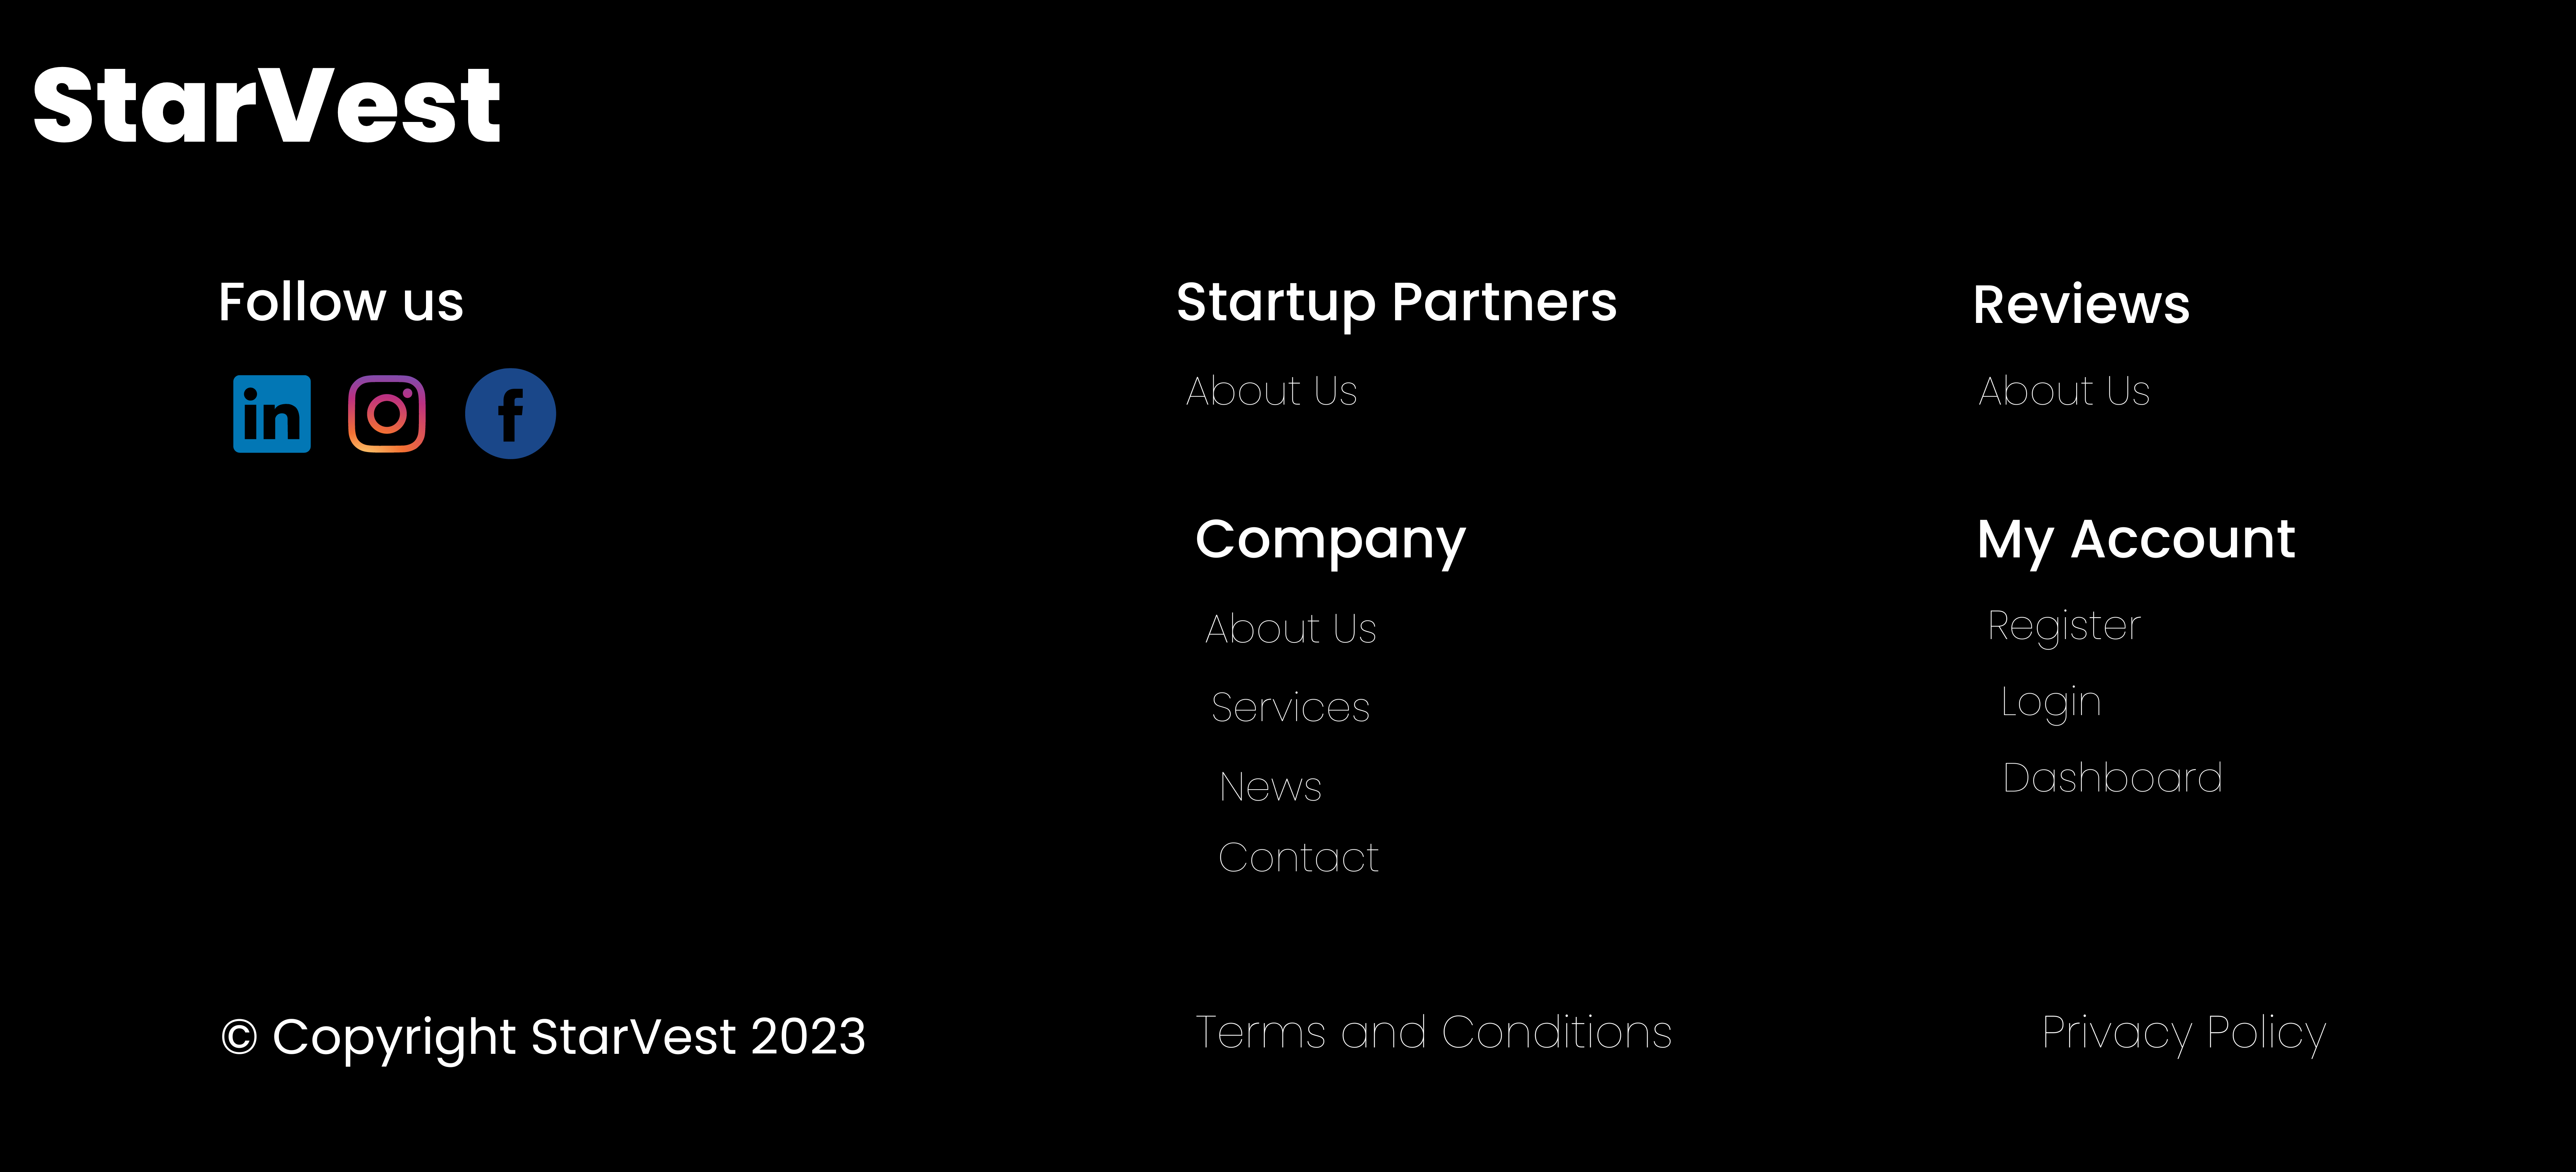 StarVest
Follow us
Startup Partners
About Us
Reviews
About Us
Company
About Us
Services
News
Contact
My Account
Register
Login
Dashboard
© Copyright StarVest 2023
Terms and Conditions
Privacy Policy